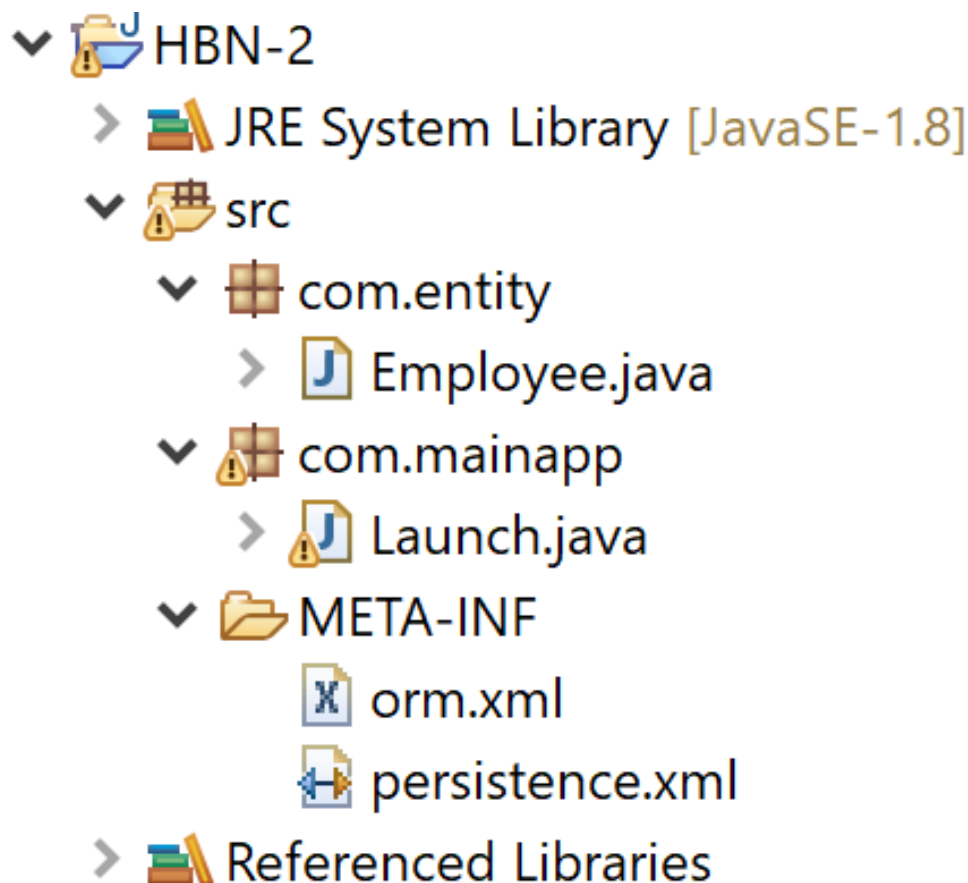 HBN-2
JRE System Library [JavaSE-1.8]
src
com.entity
Employee.java
com.mainapp
Launch.java
META-INF
orm.xml
persistence.xml
Referenced Libraries